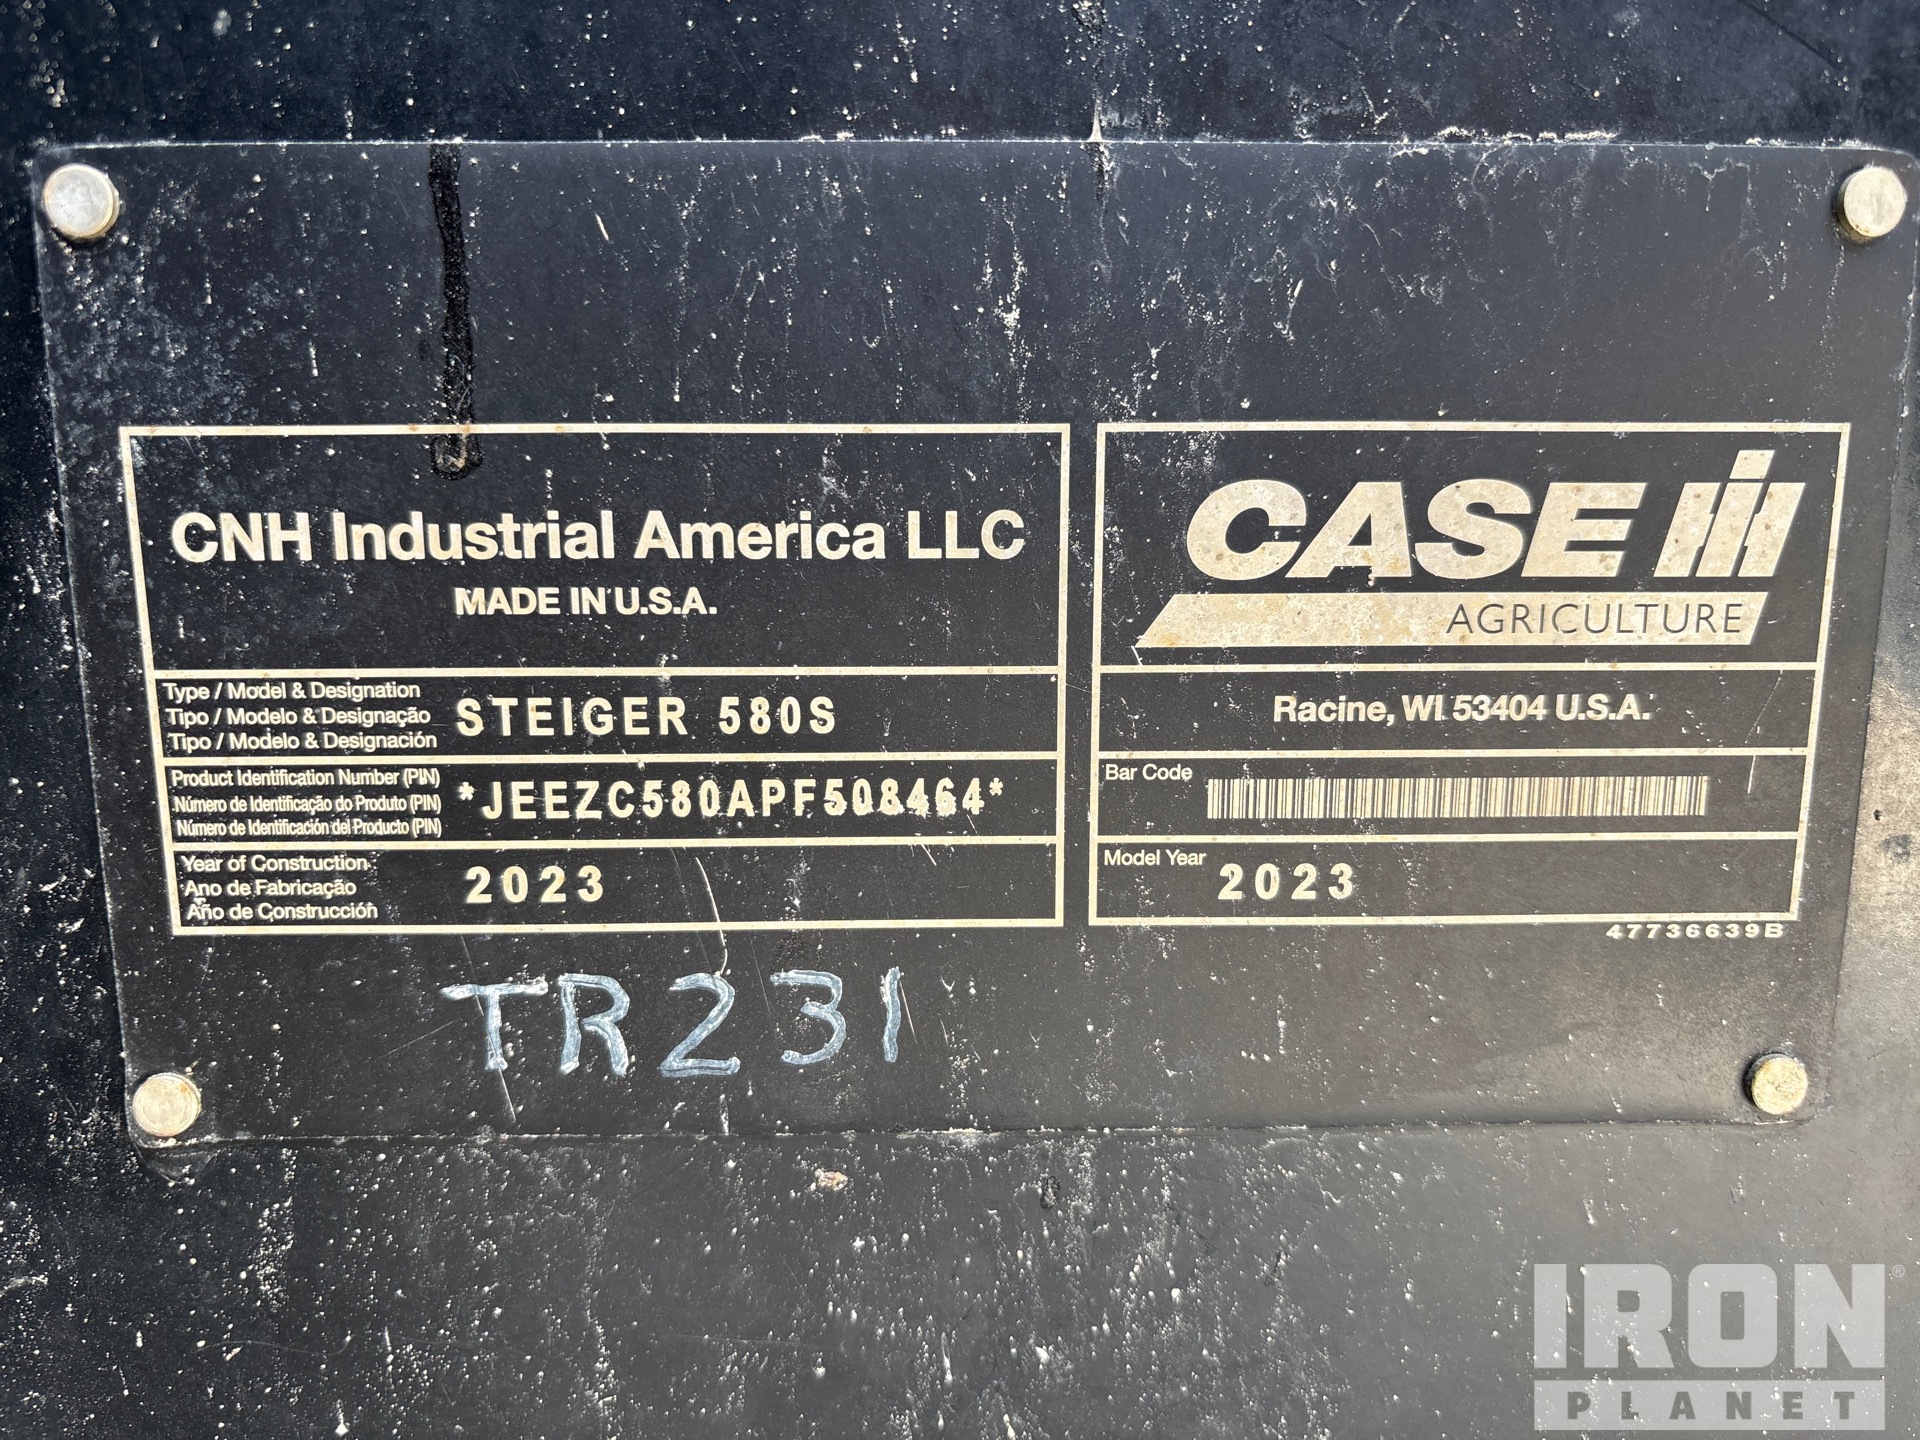 CNH Industrial America LLC
MADE IN U.S.A.
Type / Model & Designation
Tipo / Modelo & Designação
Tipo / Modelo & Designación
STEIGER 580S
Product Identification Number (PIN)
Número de Identificação do Produto (PIN)
Número de Identificación del Producto (PIN)
*JEEZC580APF508464*
Year of Construction
Ano de Fabricação
Año de Construcción
2023
CASE IH
AGRICULTURE
Racine, WI 53404 U.S.A.
Bar Code
Model Year
2023
47736639B
TR231
IRON
PLANET